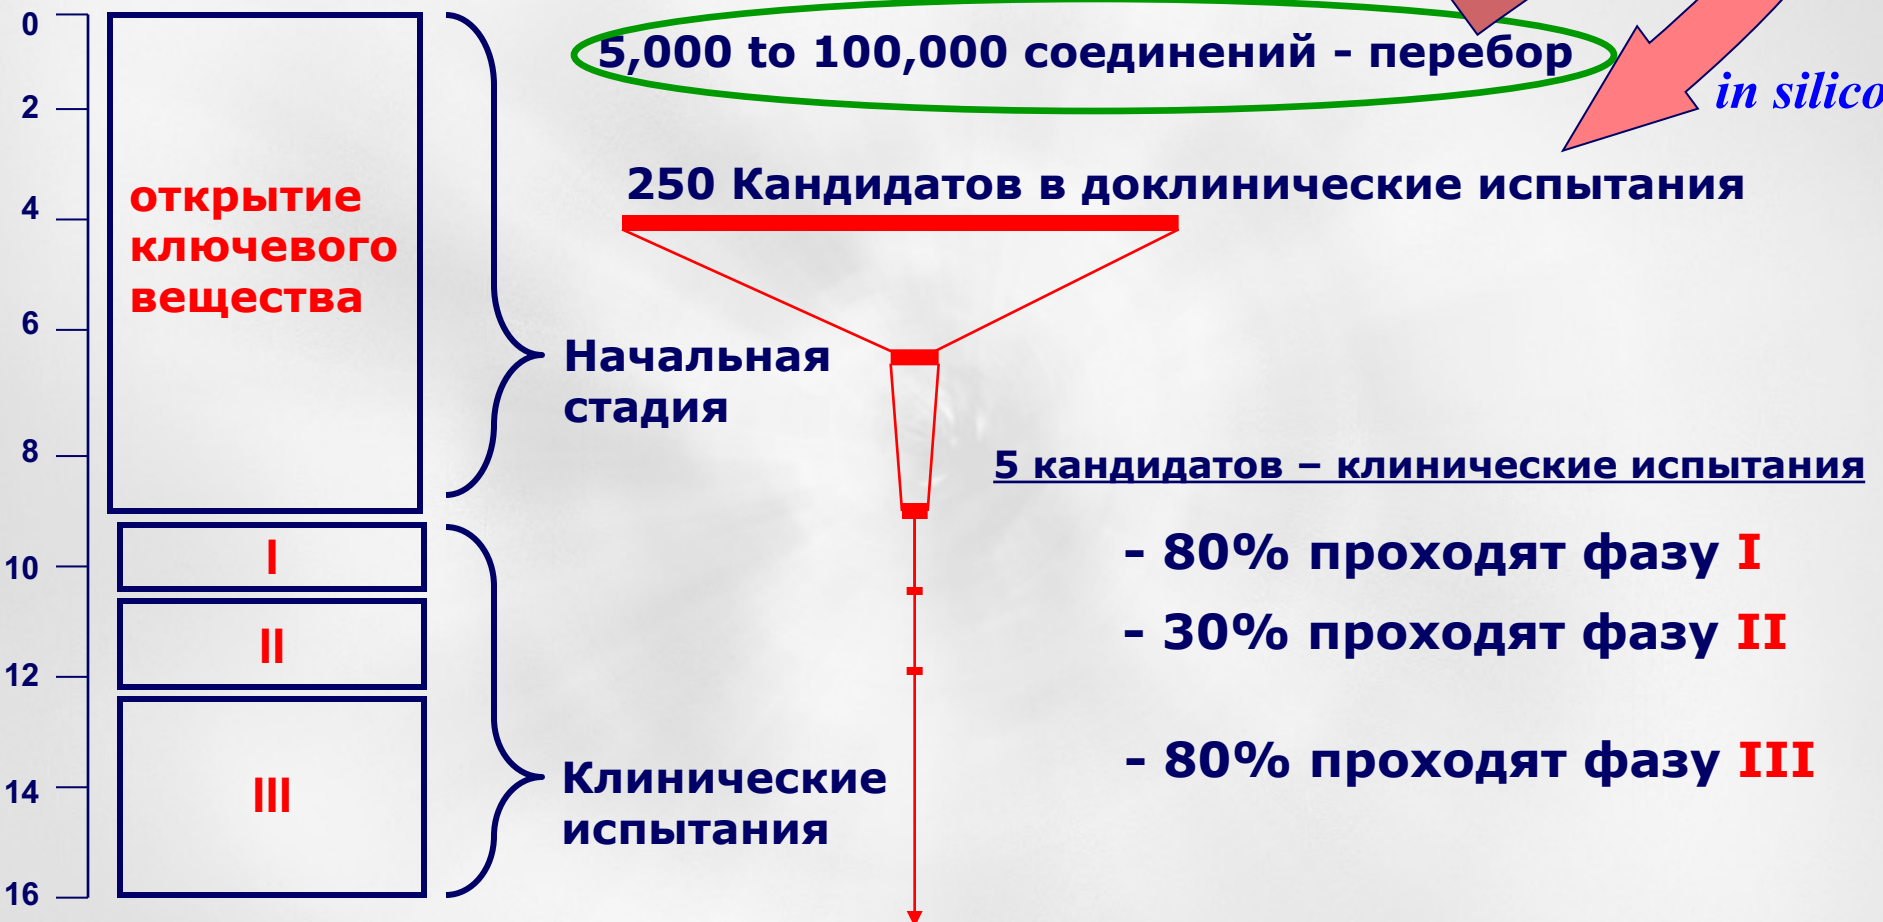 0
2
4
6
8
10
12
14
16
открытие
ключевого
вещества
I
II
III
Начальная
стадия
Клинические
испытания
5,000 to 100,000 соединений - перебор
in silico
250 Кандидатов в доклинические испытания
5 кандидатов – клинические испытания
- 80% проходят фазу I
- 30% проходят фазу II
- 80% проходят фазу III